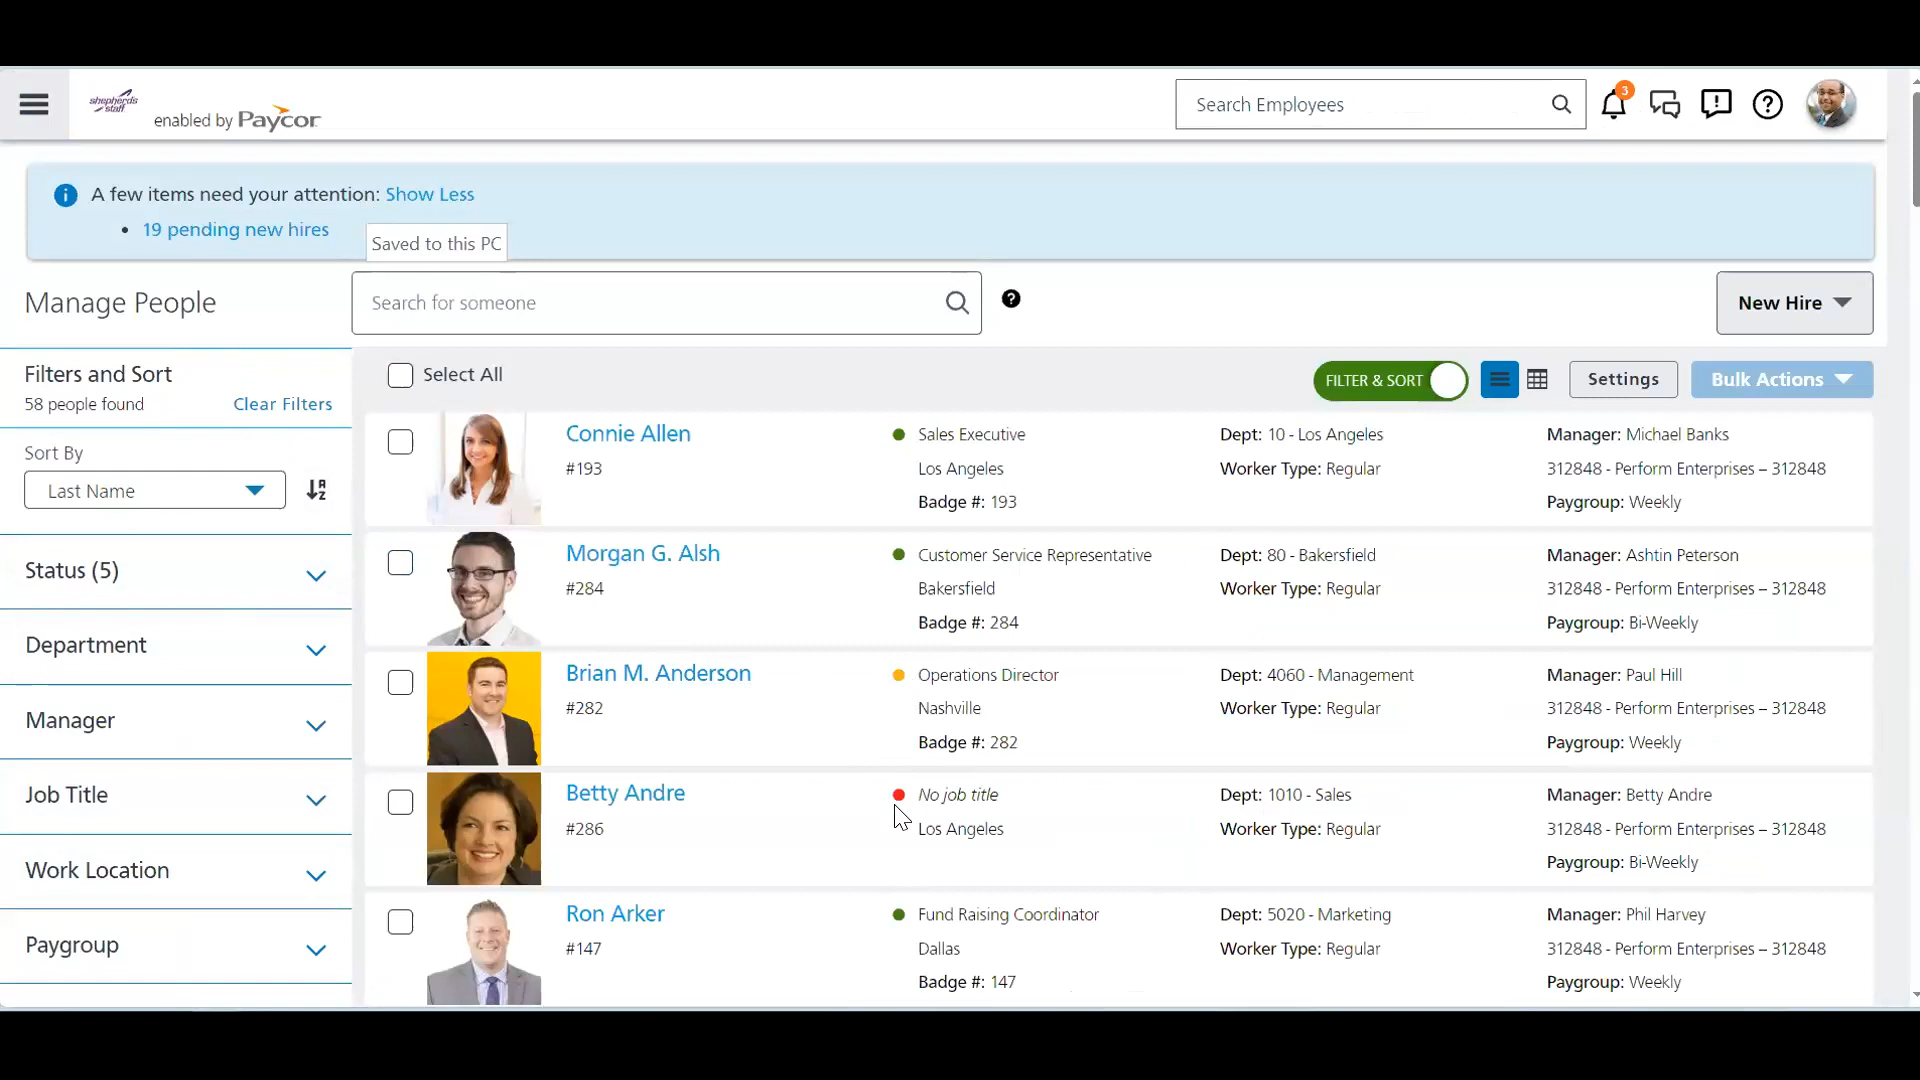 shepherds
staff
enabled by Paycor
Search Employees
3
A few items need your attention: Show Less
• 19 pending new hires
Saved to this PC
Manage People
Search for someone
New Hire
Filters and Sort
58 people found
Clear Filters
Sort By
Last Name
Status (5)
Department
Manager
Job Title
Work Location
Paygroup
Select All
FILTER & SORT
Settings
Bulk Actions
Connie Allen
#193
Sales Executive
Los Angeles
Badge #: 193
Dept: 10 - Los Angeles
Worker Type: Regular
Manager: Michael Banks
312848 - Perform Enterprises – 312848
Paygroup: Weekly
Morgan G. Alsh
#284
Customer Service Representative
Bakersfield
Badge #: 284
Dept: 80 - Bakersfield
Worker Type: Regular
Manager: Ashtin Peterson
312848 - Perform Enterprises – 312848
Paygroup: Bi-Weekly
Brian M. Anderson
#282
Operations Director
Nashville
Badge #: 282
Dept: 4060 - Management
Worker Type: Regular
Manager: Paul Hill
312848 - Perform Enterprises – 312848
Paygroup: Weekly
Betty Andre
#286
No job title
Los Angeles
Dept: 1010 - Sales
Worker Type: Regular
Manager: Betty Andre
312848 - Perform Enterprises – 312848
Paygroup: Bi-Weekly
Ron Arker
#147
Fund Raising Coordinator
Dallas
Badge #: 147
Dept: 5020 - Marketing
Worker Type: Regular
Manager: Phil Harvey
312848 - Perform Enterprises – 312848
Paygroup: Weekly